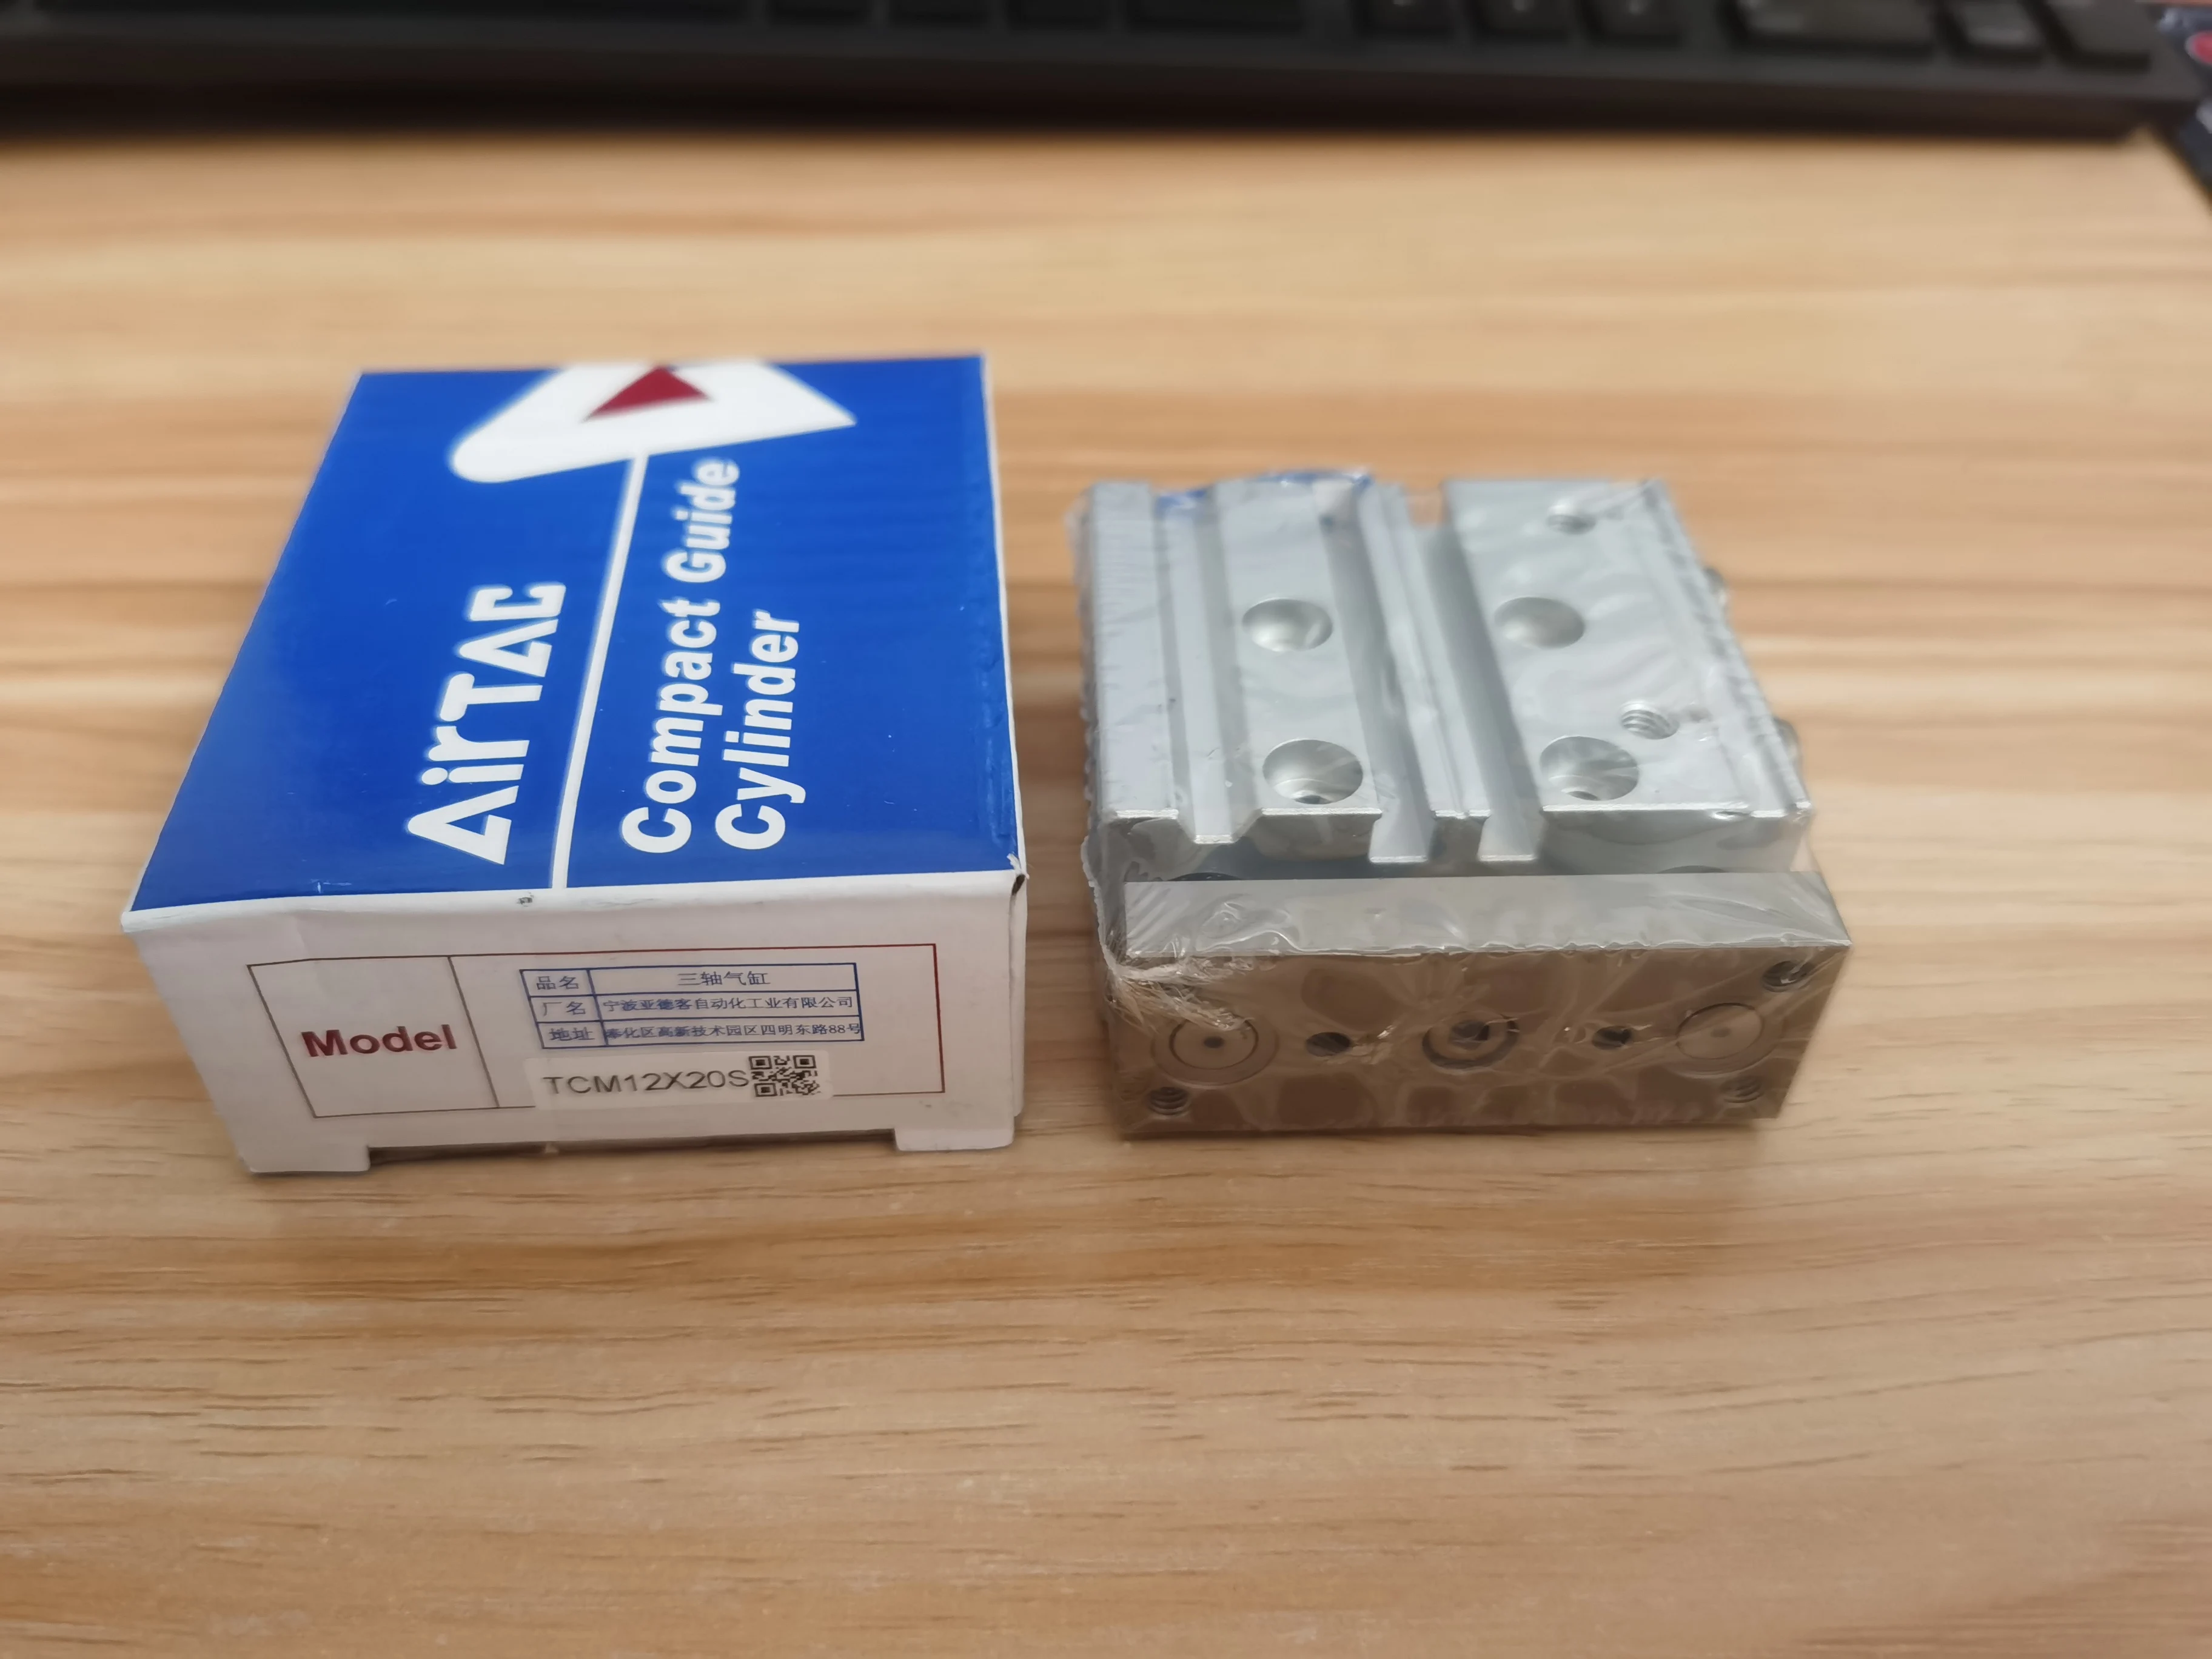 AirTAC
Compact Guide
Cylinder
Model
品名 三轴气缸
厂名 宁波亚德客自动化工业有限公司
地址 奉化区高新技术园区四明东路88号
TCM12X20S